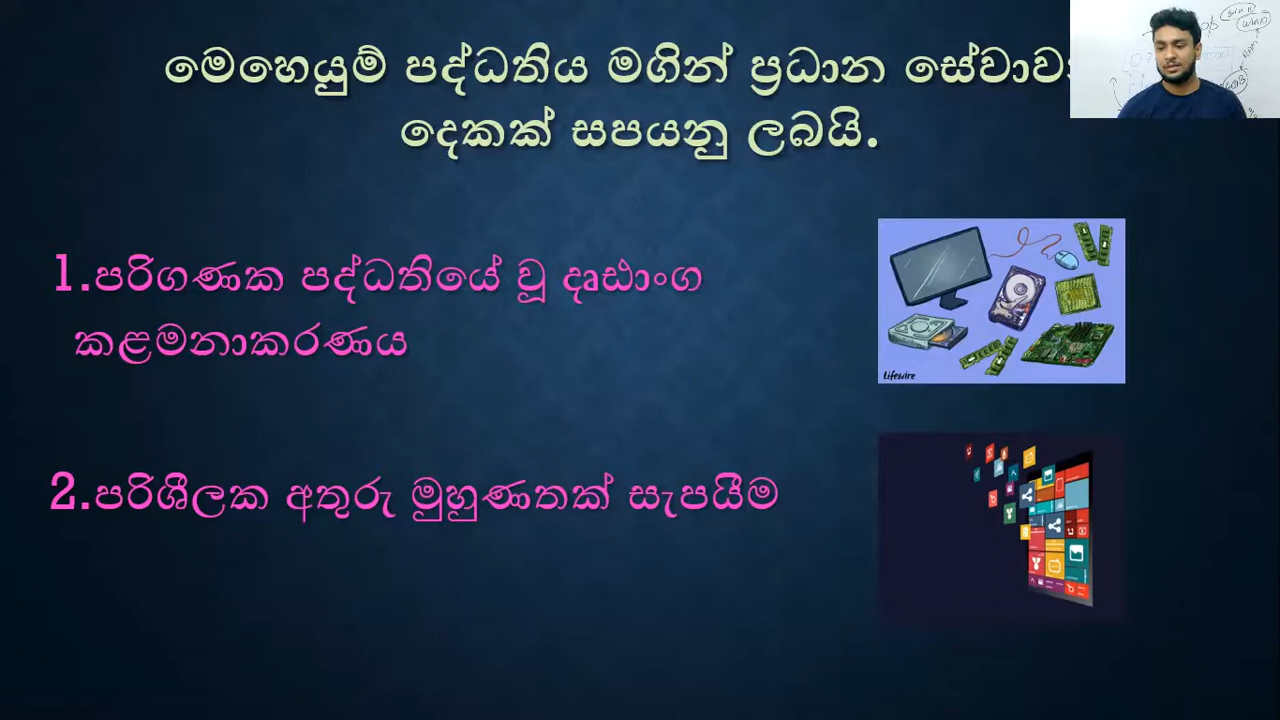 මෙහෙයුම් පද්ධතිය මගින් ප්‍රධාන
දෙකක් සපයනු ලබයි.
1.පරිගණක පද්ධතියේ වූ දෘඪාංග
කළමනාකරණය
Lifewire
2.පරිශීලක අතුරු මුහුණතක් සැපයීම